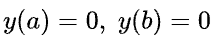 y(a) = 0, y(b) = 0